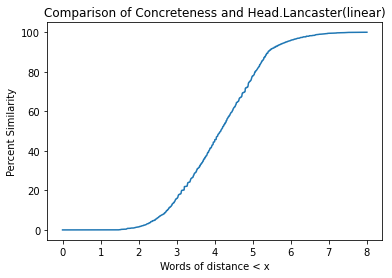 Comparison of Concreteness and Head.Lancaster(linear)
100
80
60
40
20
0
Percent Similarity
0 1 2 3 4 5 6 7 8
Words of distance < x